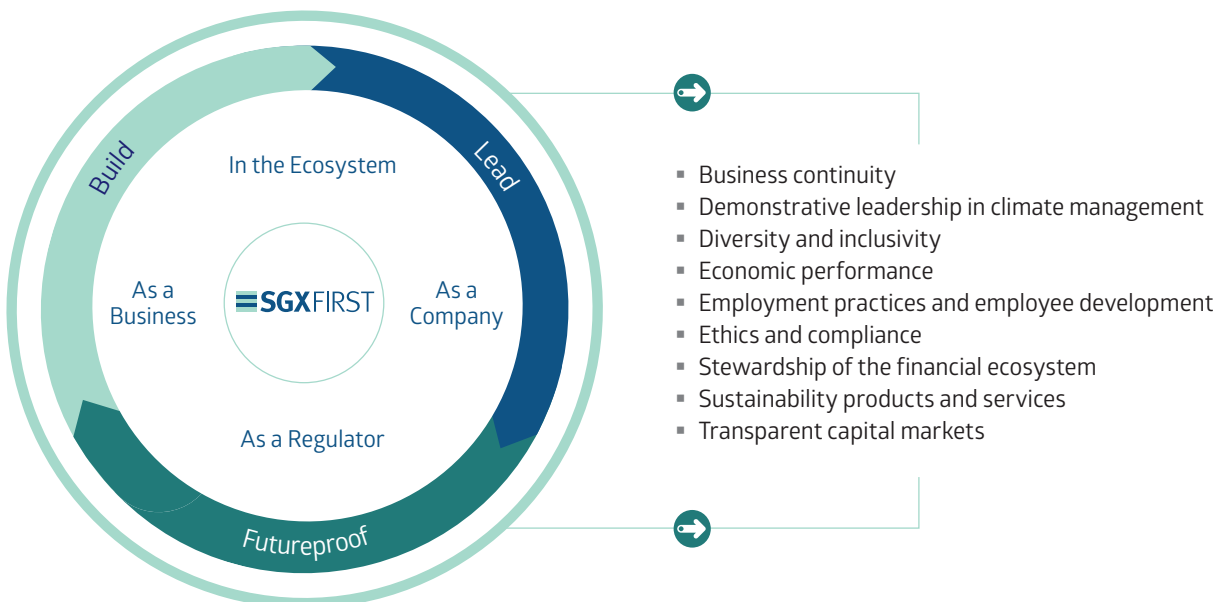 Build
Lead
In the Ecosystem
As a
Business
SGXFIRST
As a
Company
As a Regulator
Futureproof
▪ Business continuity
▪ Demonstrative leadership in climate management
▪ Diversity and inclusivity
▪ Economic performance
▪ Employment practices and employee development
▪ Ethics and compliance
▪ Stewardship of the financial ecosystem
▪ Sustainability products and services
▪ Transparent capital markets